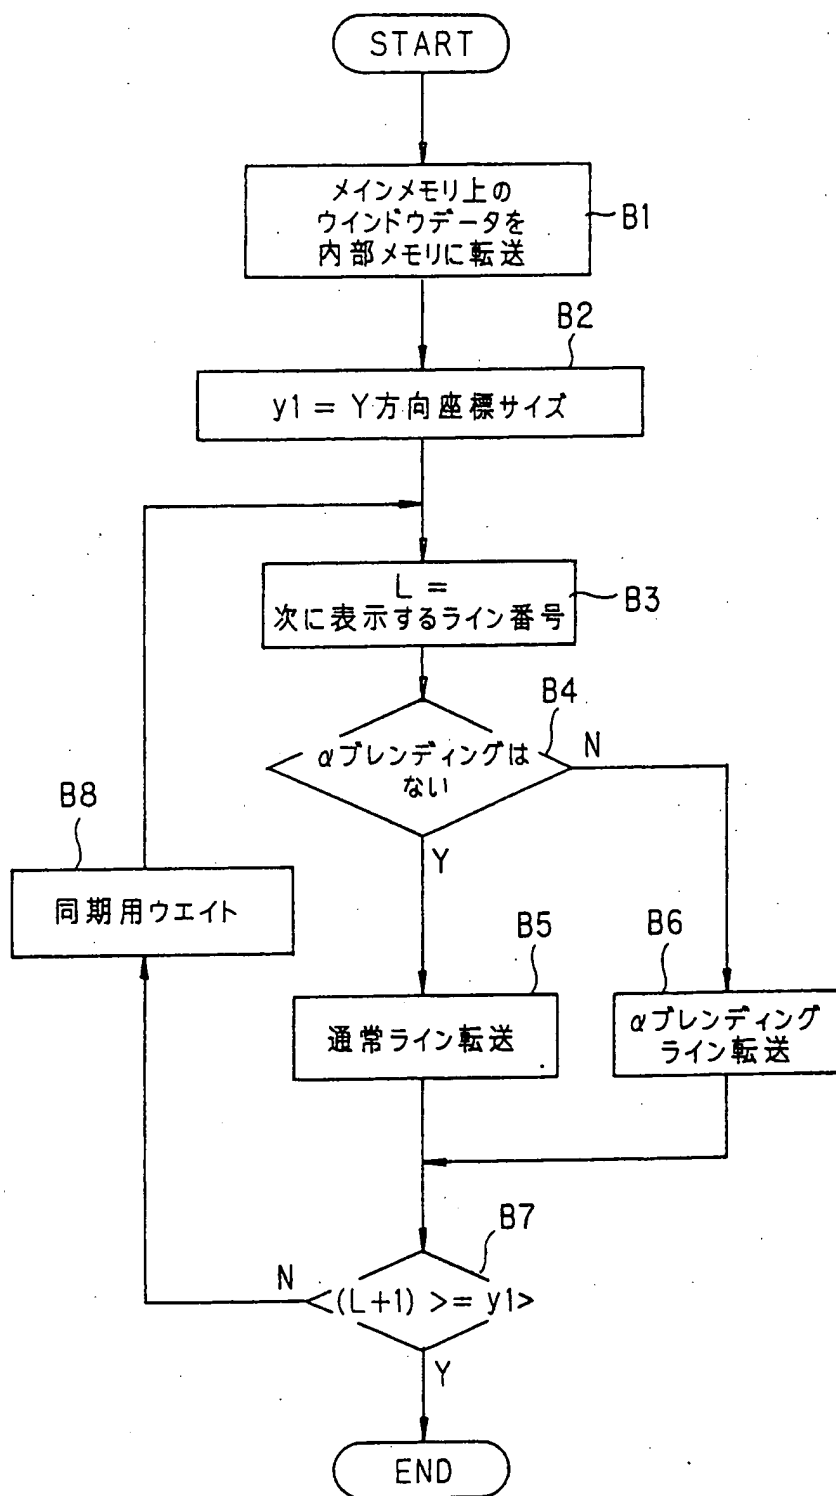 START
メインメモリ上の
ウインドウデータを
内部メモリに転送
B1
B2
y1 = Y方向座標サイズ
L =
次に表示するライン番号
B3
B4
αブレンディングは
ない
N
Y
B8
同期用ウエイト
B5
通常ライン転送
B6
αブレンディング
ライン転送
B7
(L+1) >= y1
N
Y
END